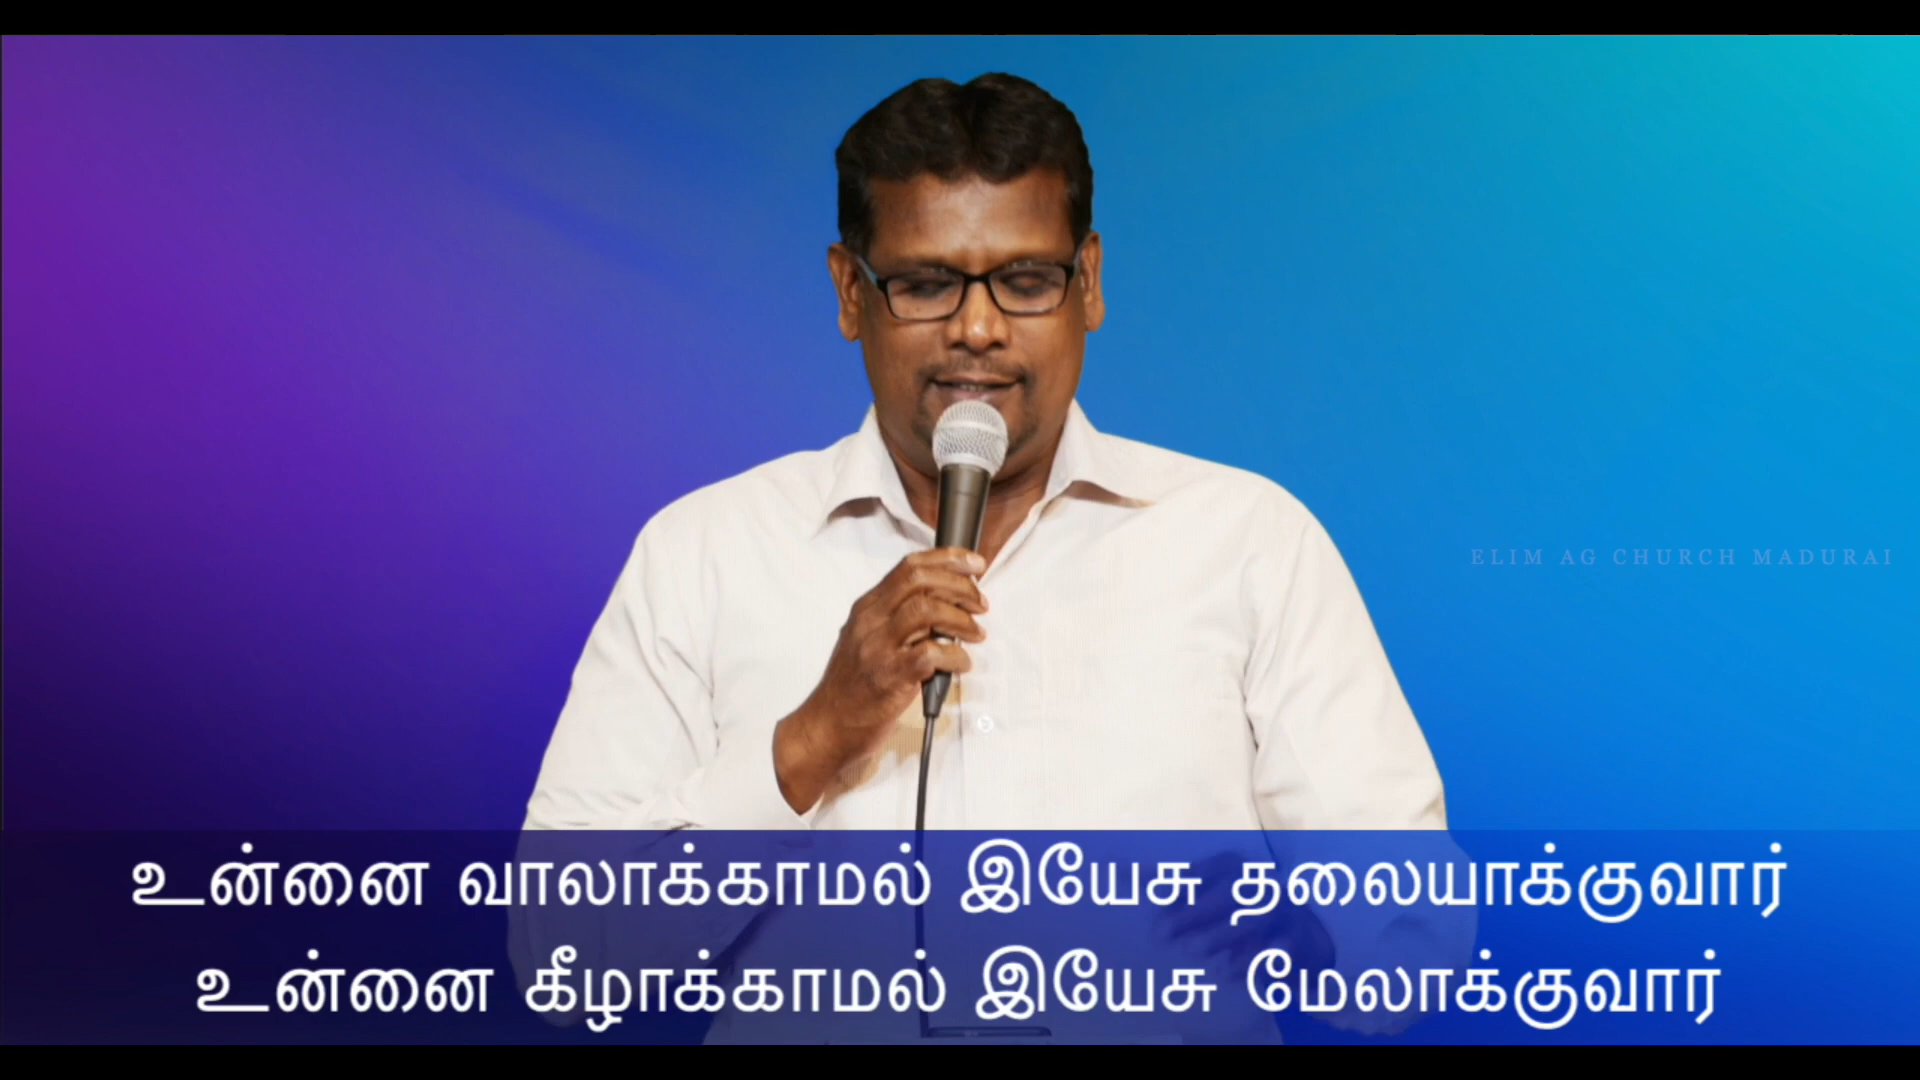 ELIM AG CHURCH MADURAI
உன்னை வாலாக்காமல் இயேசு தலையாக்குவார்
உன்னை கீழாக்காமல் இயேசு மேலாக்குவார்